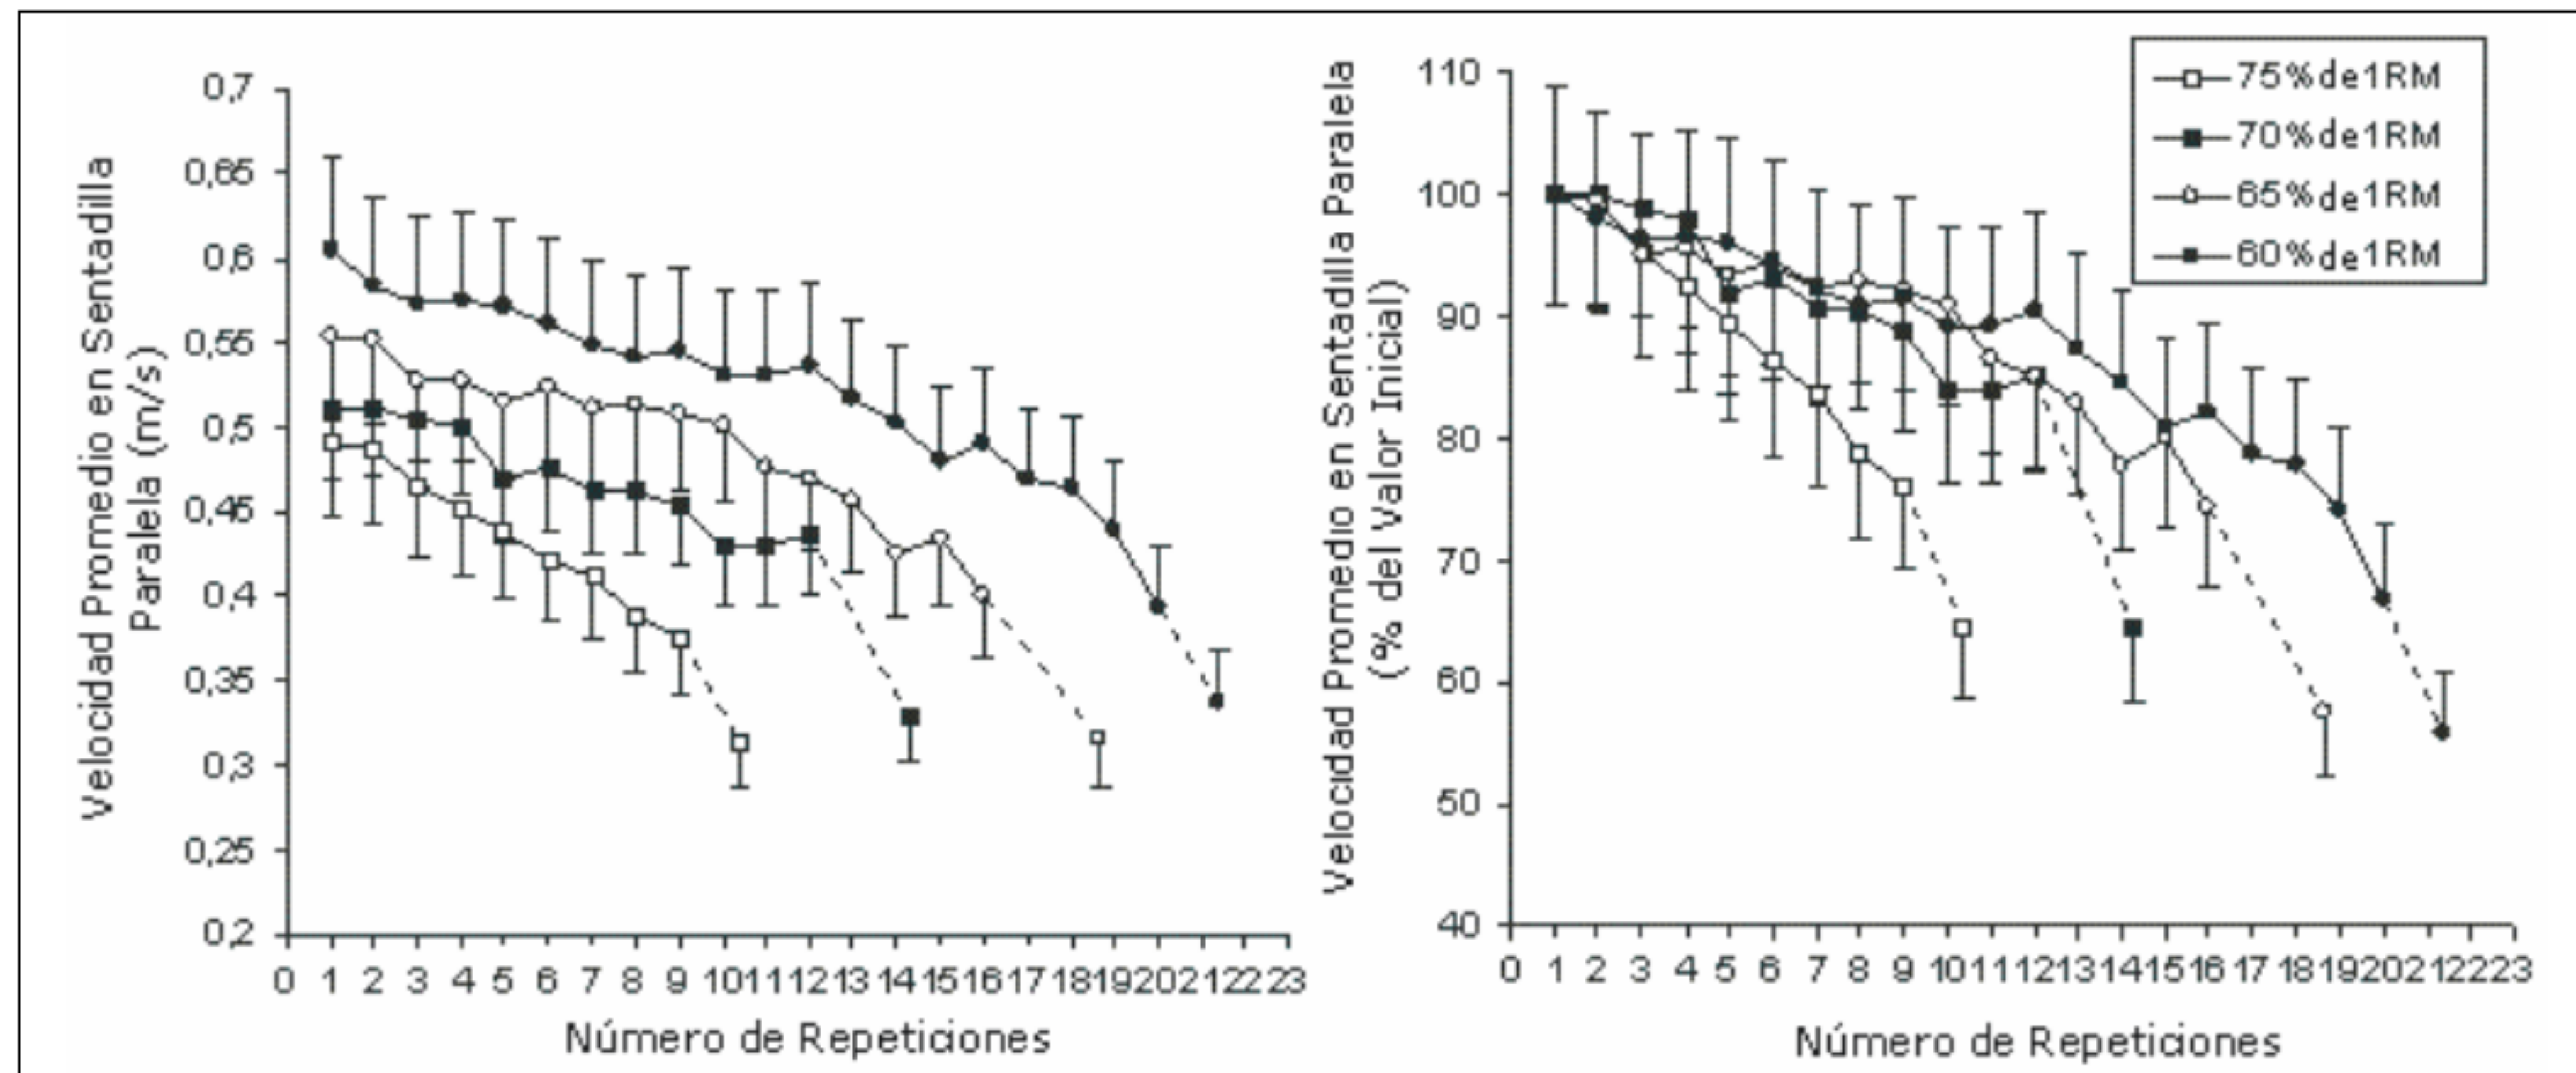 Velocidad Promedio en Sentadilla
Paralela (m/s)
0,7
0,65
0,6
0,55
0,5
0,45
0,4
0,35
0,3
0,25
0,2
0 1 2 3 4 5 6 7 8 9 10 11 12 13 14 15 16 17 18 19 20 21 22 23
Número de Repeticiones
Velocidad Promedio en Sentadilla Paralela
(% del Valor Inicial)
110
100
90
80
70
60
50
40
0 1 2 3 4 5 6 7 8 9 10 11 12 13 14 15 16 17 18 19 20 21 22 23
Número de Repeticiones
75%de1RM
70%de1RM
65%de1RM
60%de1RM